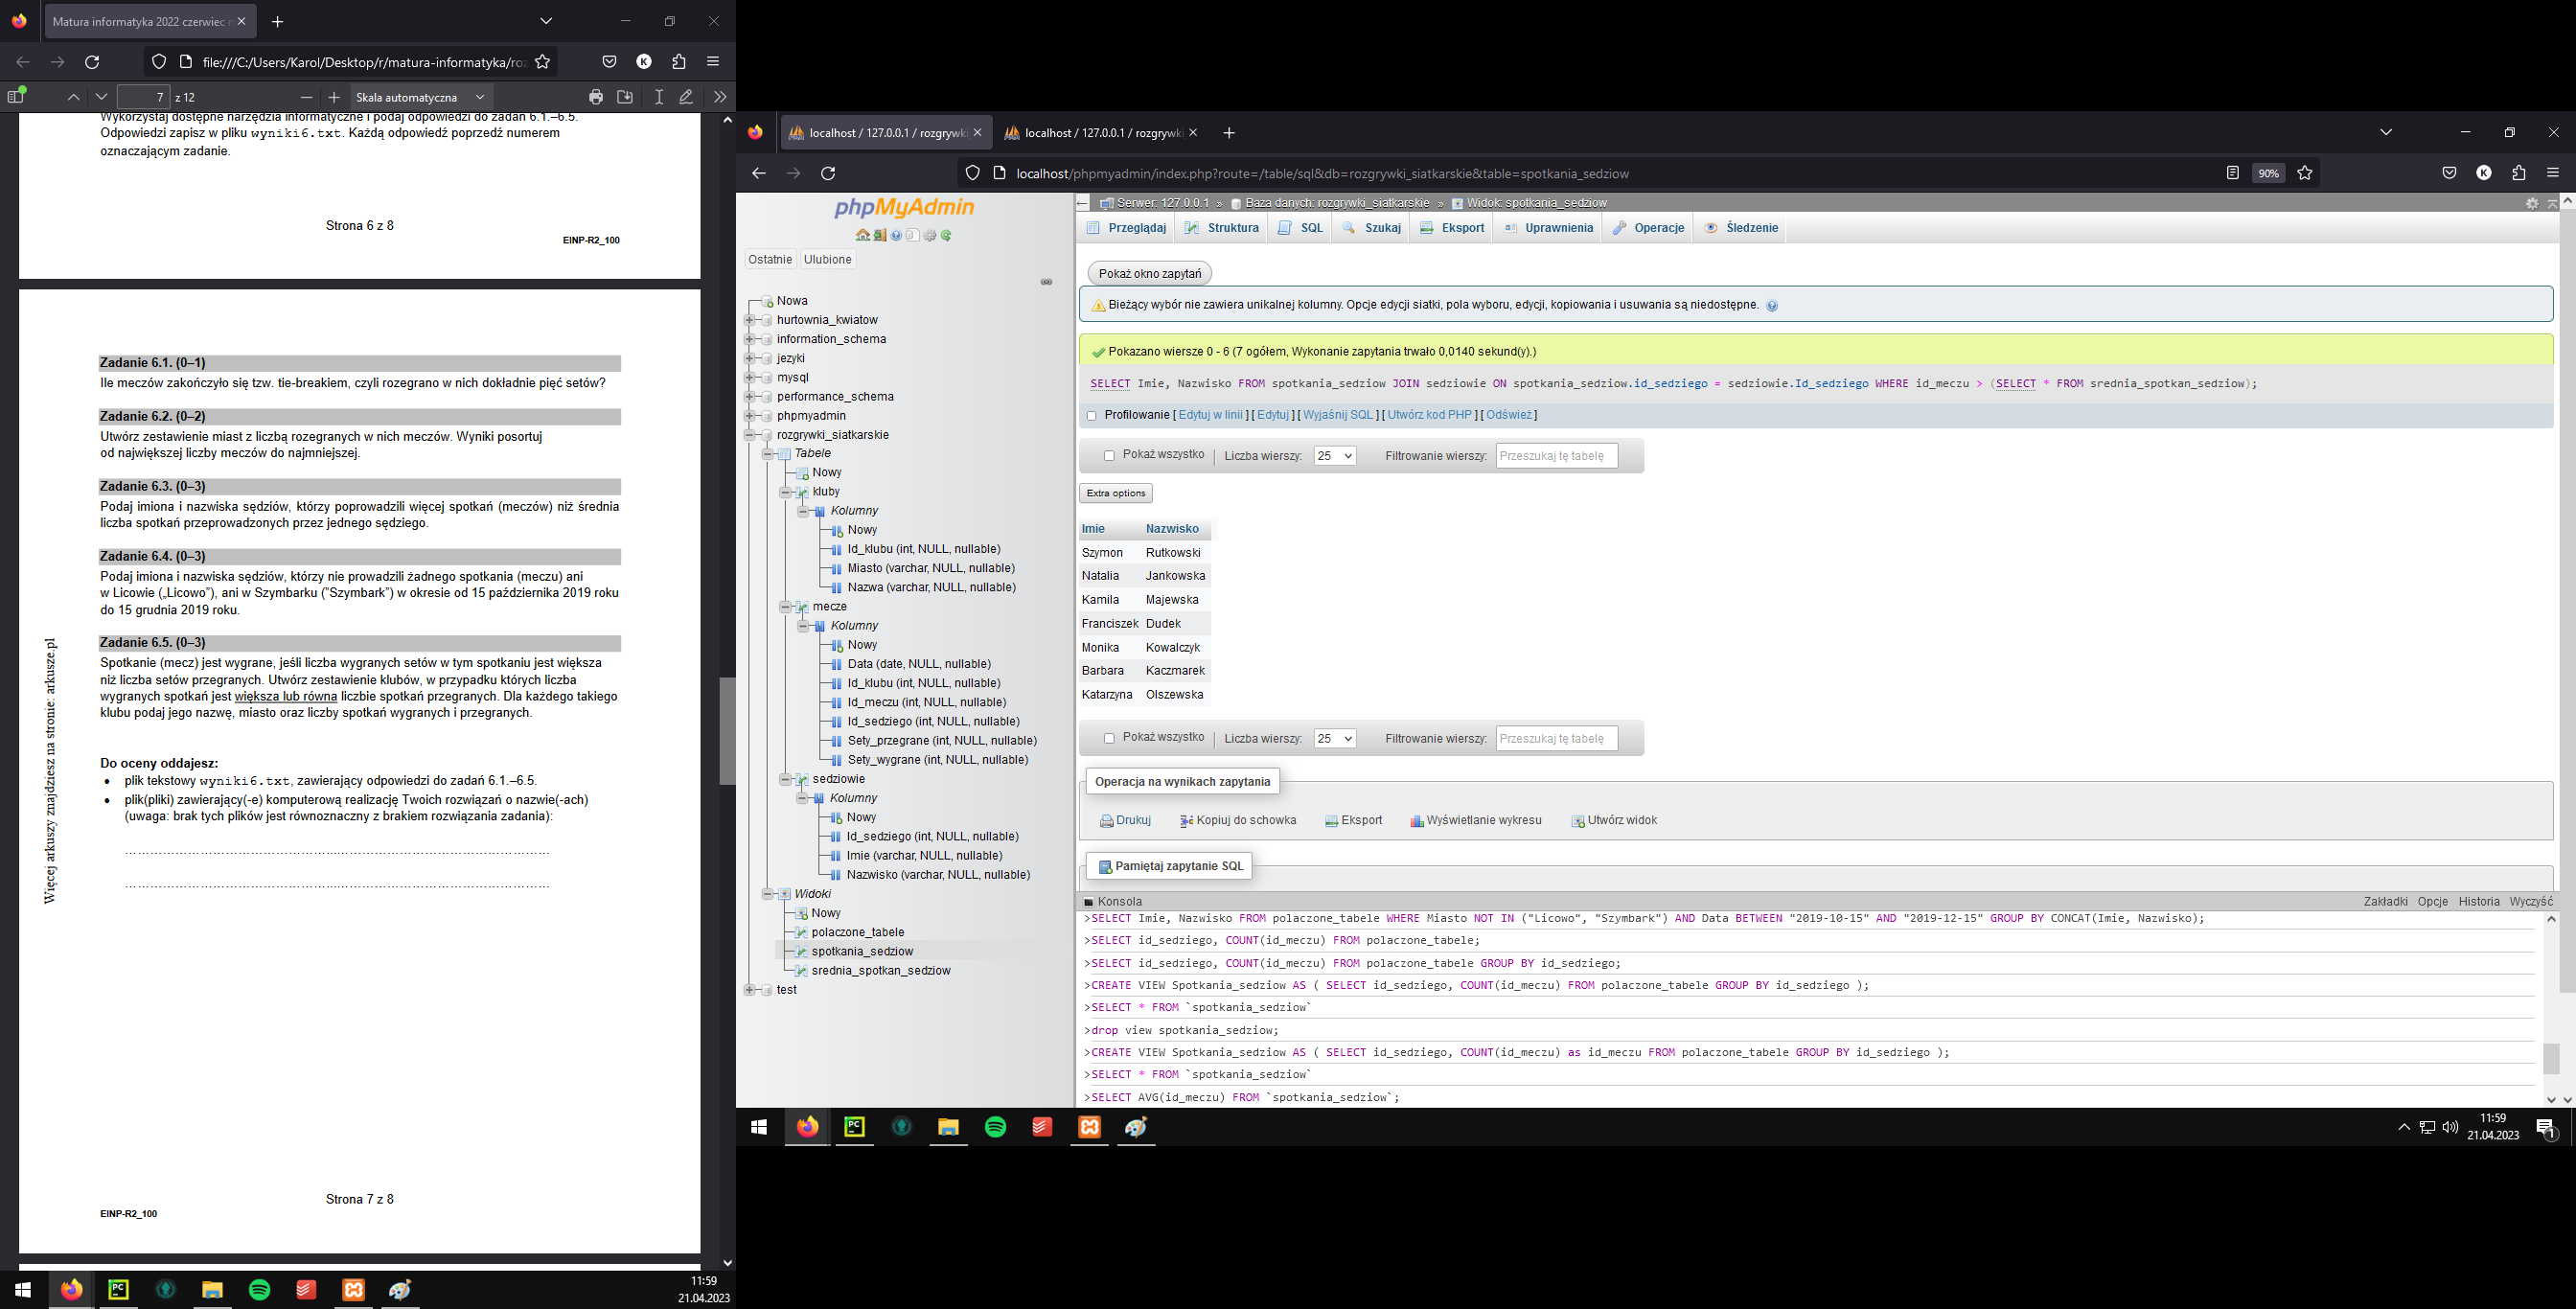 Matura informatyka 2022 czerwiec
file:///C:/Users/Karol/Desktop/r/matura-informatyka/roz
K
7 z 12
Skala automatyczna
Wykorzystaj dostępne narzędzia informatyczne i podaj odpowiedzi do zadań 6.1.–6.5.
Odpowiedzi zapisz w pliku wyniki6.txt. Każdą odpowiedź poprzedź numerem
oznaczającym zadanie.
Strona 6 z 8
EINP-R2_100
Zadanie 6.1. (0–1)
Ile meczów zakończyło się tzw. tie-breakiem, czyli rozegrano w nich dokładnie pięć setów?
Zadanie 6.2. (0–2)
Utwórz zestawienie miast z liczbą rozegranych w nich meczów. Wyniki posortuj
od największej liczby meczów do najmniejszej.
Zadanie 6.3. (0–3)
Podaj imiona i nazwiska sędziów, którzy poprowadzili więcej spotkań (meczów) niż średnia
liczba spotkań przeprowadzonych przez jednego sędziego.
Zadanie 6.4. (0–3)
Podaj imiona i nazwiska sędziów, którzy nie prowadzili żadnego spotkania (meczu) ani
w Licowie („Licowo”), ani w Szymbarku (”Szymbark”) w okresie od 15 października 2019 roku
do 15 grudnia 2019 roku.
Zadanie 6.5. (0–3)
Spotkanie (mecz) jest wygrane, jeśli liczba wygranych setów w tym spotkaniu jest większa
niż liczba setów przegranych. Utwórz zestawienie klubów, w przypadku których liczba
wygranych spotkań jest większa lub równa liczbie spotkań przegranych. Dla każdego takiego
klubu podaj jego nazwę, miasto oraz liczby spotkań wygranych i przegranych.
Do oceny oddajesz:
• plik tekstowy wyniki6.txt, zawierający odpowiedzi do zadań 6.1.–6.5.
• plik(pliki) zawierający(-e) komputerową realizację Twoich rozwiązań o nazwie(-ach)
(uwaga: brak tych plików jest równoznaczny z brakiem rozwiązania zadania):
Więcej arkuszy znajdziesz na stronie: arkusze.pl
Strona 7 z 8
EINP-R2_100
11:59
21.04.2023
localhost / 127.0.0.1 / rozgrywki
localhost / 127.0.0.1 / rozgrywki
localhost/phpmyadmin/index.php?route=/table/sql&db=rozgrywki_siatkarskie&table=spotkania_sedziow
90%
K
phpMyAdmin
Ostatnie Ulubione
Nowa
hurtownia_kwiatow
information_schema
jezyki
mysql
performance_schema
phpmyadmin
rozgrywki_siatkarskie
Tabele
Nowy
kluby
Kolumny
Nowy
Id_klubu (int, NULL, nullable)
Miasto (varchar, NULL, nullable)
Nazwa (varchar, NULL, nullable)
mecze
Kolumny
Nowy
Data (date, NULL, nullable)
Id_klubu (int, NULL, nullable)
Id_meczu (int, NULL, nullable)
Id_sedziego (int, NULL, nullable)
Sety_przegrane (int, NULL, nullable)
Sety_wygrane (int, NULL, nullable)
sedziowie
Kolumny
Nowy
Id_sedziego (int, NULL, nullable)
Imie (varchar, NULL, nullable)
Nazwisko (varchar, NULL, nullable)
Widoki
Nowy
polaczone_tabele
spotkania_sedziow
srednia_spotkan_sedziow
test
Serwer: 127.0.0.1 » Baza danych: rozgrywki_siatkarskie » Widok: spotkania_sedziow
Przeglądaj Struktura SQL Szukaj Eksport Uprawnienia Operacje Śledzenie
Pokaż okno zapytań
Bieżący wybór nie zawiera unikalnej kolumny. Opcje edycji siatki, pola wyboru, edycji, kopiowania i usuwania są niedostępne.
Pokazano wiersze 0 - 6 (7 ogółem, Wykonanie zapytania trwało 0,0140 sekund(y).)
SELECT Imie, Nazwisko FROM spotkania_sedziow JOIN sedziowie ON spotkania_sedziow.id_sedziego = sedziowie.Id_sedziego WHERE id_meczu > (SELECT * FROM srednia_spotkan_sedziow);
Profilowanie [ Edytuj w linii ] [ Edytuj ] [ Wyjaśnij SQL ] [ Utwórz kod PHP ] [ Odśwież ]
Pokaż wszystko Liczba wierszy: 25 Filtrowanie wierszy: Przeszukaj tę tabelę
Extra options
Imie Nazwisko
Szymon Rutkowski
Natalia Jankowska
Kamila Majewska
Franciszek Dudek
Monika Kowalczyk
Barbara Kaczmarek
Katarzyna Olszewska
Pokaż wszystko Liczba wierszy: 25 Filtrowanie wierszy: Przeszukaj tę tabelę
Operacja na wynikach zapytania
Drukuj Kopiuj do schowka Eksport Wyświetlanie wykresu Utwórz widok
Pamiętaj zapytanie SQL
Konsola Zakładki Opcje Historia Wyczyść
>SELECT Imie, Nazwisko FROM polaczone_tabele WHERE Miasto NOT IN ("Licowo", "Szymbark") AND Data BETWEEN "2019-10-15" AND "2019-12-15" GROUP BY CONCAT(Imie, Nazwisko);
>SELECT id_sedziego, COUNT(id_meczu) FROM polaczone_tabele;
>SELECT id_sedziego, COUNT(id_meczu) FROM polaczone_tabele GROUP BY id_sedziego;
>CREATE VIEW Spotkania_sedziow AS ( SELECT id_sedziego, COUNT(id_meczu) FROM polaczone_tabele GROUP BY id_sedziego );
>SELECT * FROM `spotkania_sedziow`
>drop view spotkania_sedziow;
>CREATE VIEW Spotkania_sedziow AS ( SELECT id_sedziego, COUNT(id_meczu) as id_meczu FROM polaczone_tabele GROUP BY id_sedziego );
>SELECT * FROM `spotkania_sedziow`
>SELECT AVG(id_meczu) FROM `spotkania_sedziow`;
11:59
21.04.2023
1